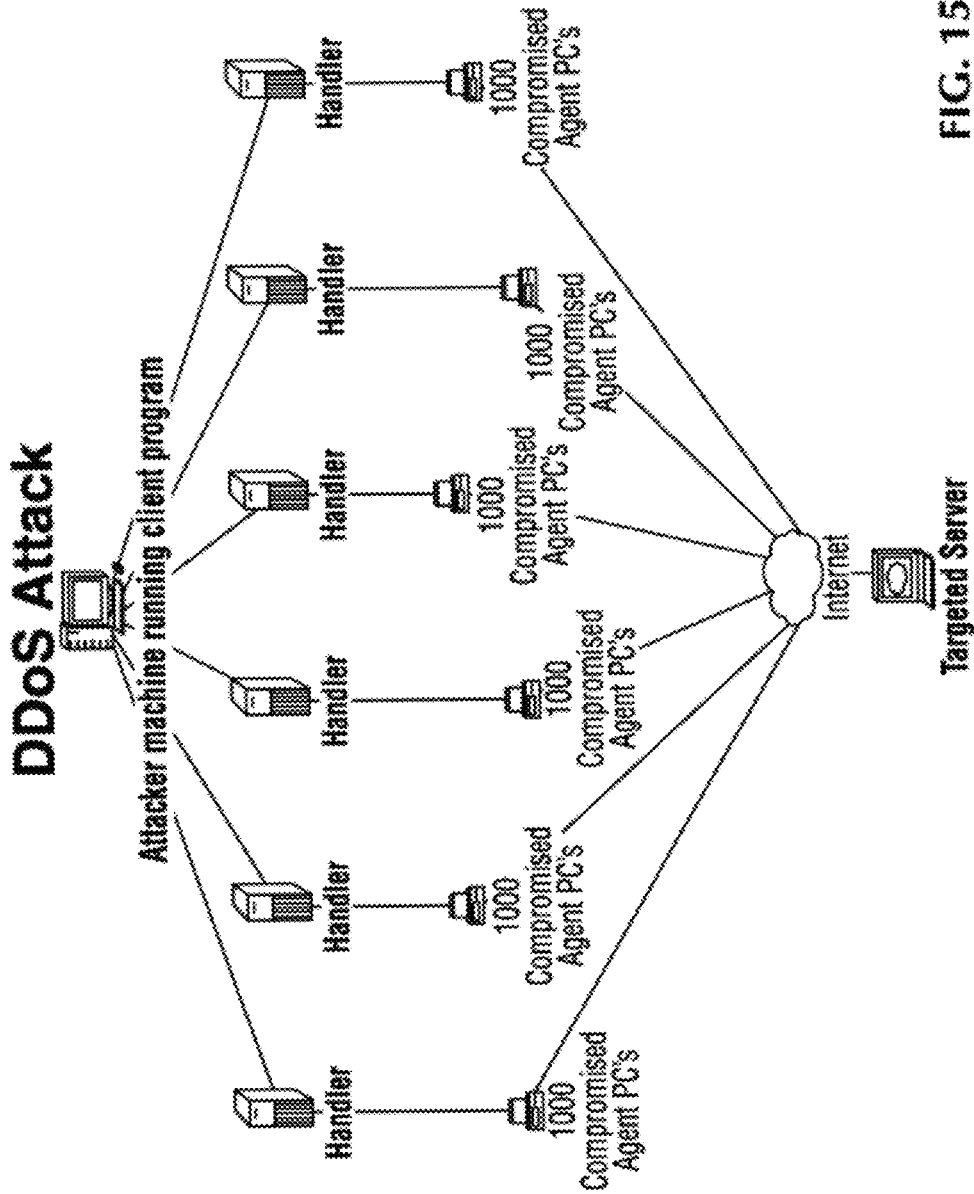 DDoS Attack
Attacker machine running client program
Handler
Handler
Handler
Handler
Handler
Handler
1000
Compromised
Agent PC's
1000
Compromised
Agent PC's
1000
Compromised
Agent PC's
1000
Compromised
Agent PC's
1000
Compromised
Agent PC's
1000
Compromised
Agent PC's
Internet
Targeted Server
FIG. 15